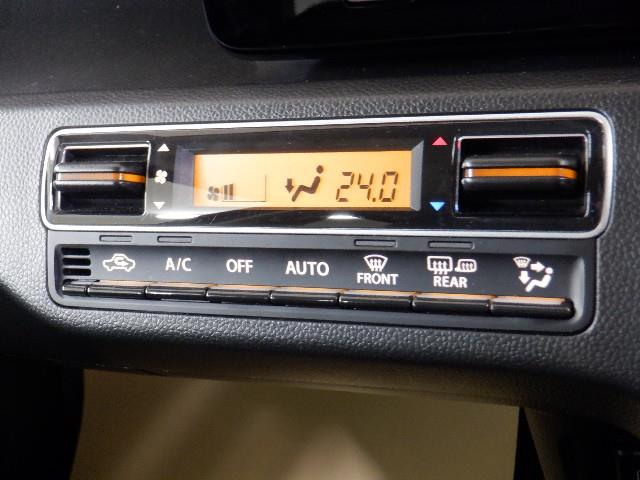 24.0
A/C OFF AUTO FRONT REAR